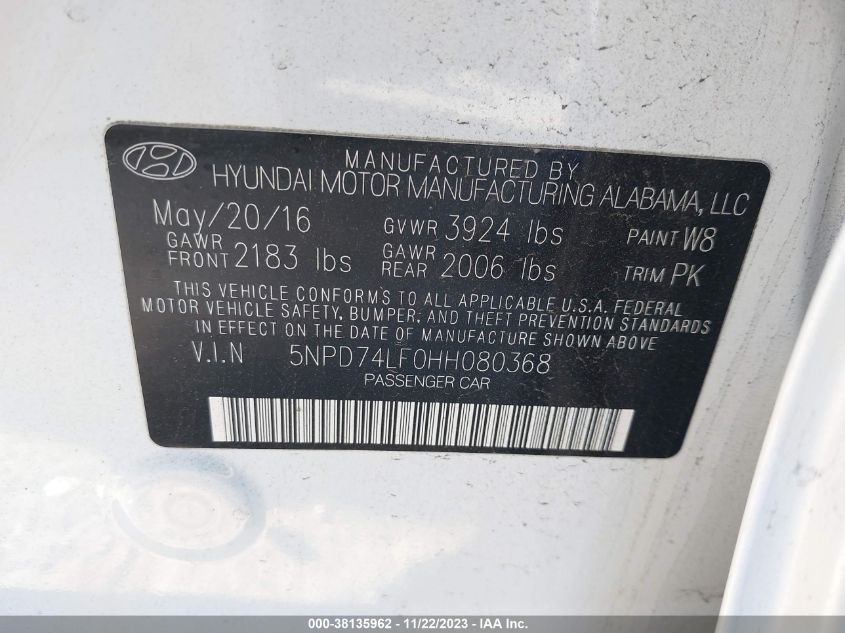 MANUFACTURED BY
HYUNDAI MOTOR MANUFACTURING ALABAMA, LLC
May/20/16 GVWR 3924 lbs PAINT W8
GAWR FRONT 2183 lbs GAWR REAR 2006 lbs TRIM PK
THIS VEHICLE CONFORMS TO ALL APPLICABLE U.S.A. FEDERAL
MOTOR VEHICLE SAFETY, BUMPER, AND THEFT PREVENTION STANDARDS
IN EFFECT ON THE DATE OF MANUFACTURE SHOWN ABOVE.
V.I.N 5NPD74LF0HH080368
PASSENGER CAR
000-38135962 - 11/22/2023 - IAA Inc.